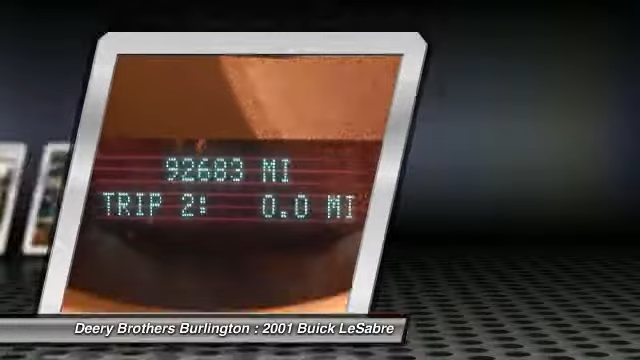 92683 MI
TRIP 2: 0.0 MI
Deery Brothers Burlington : 2001 Buick LeSabre